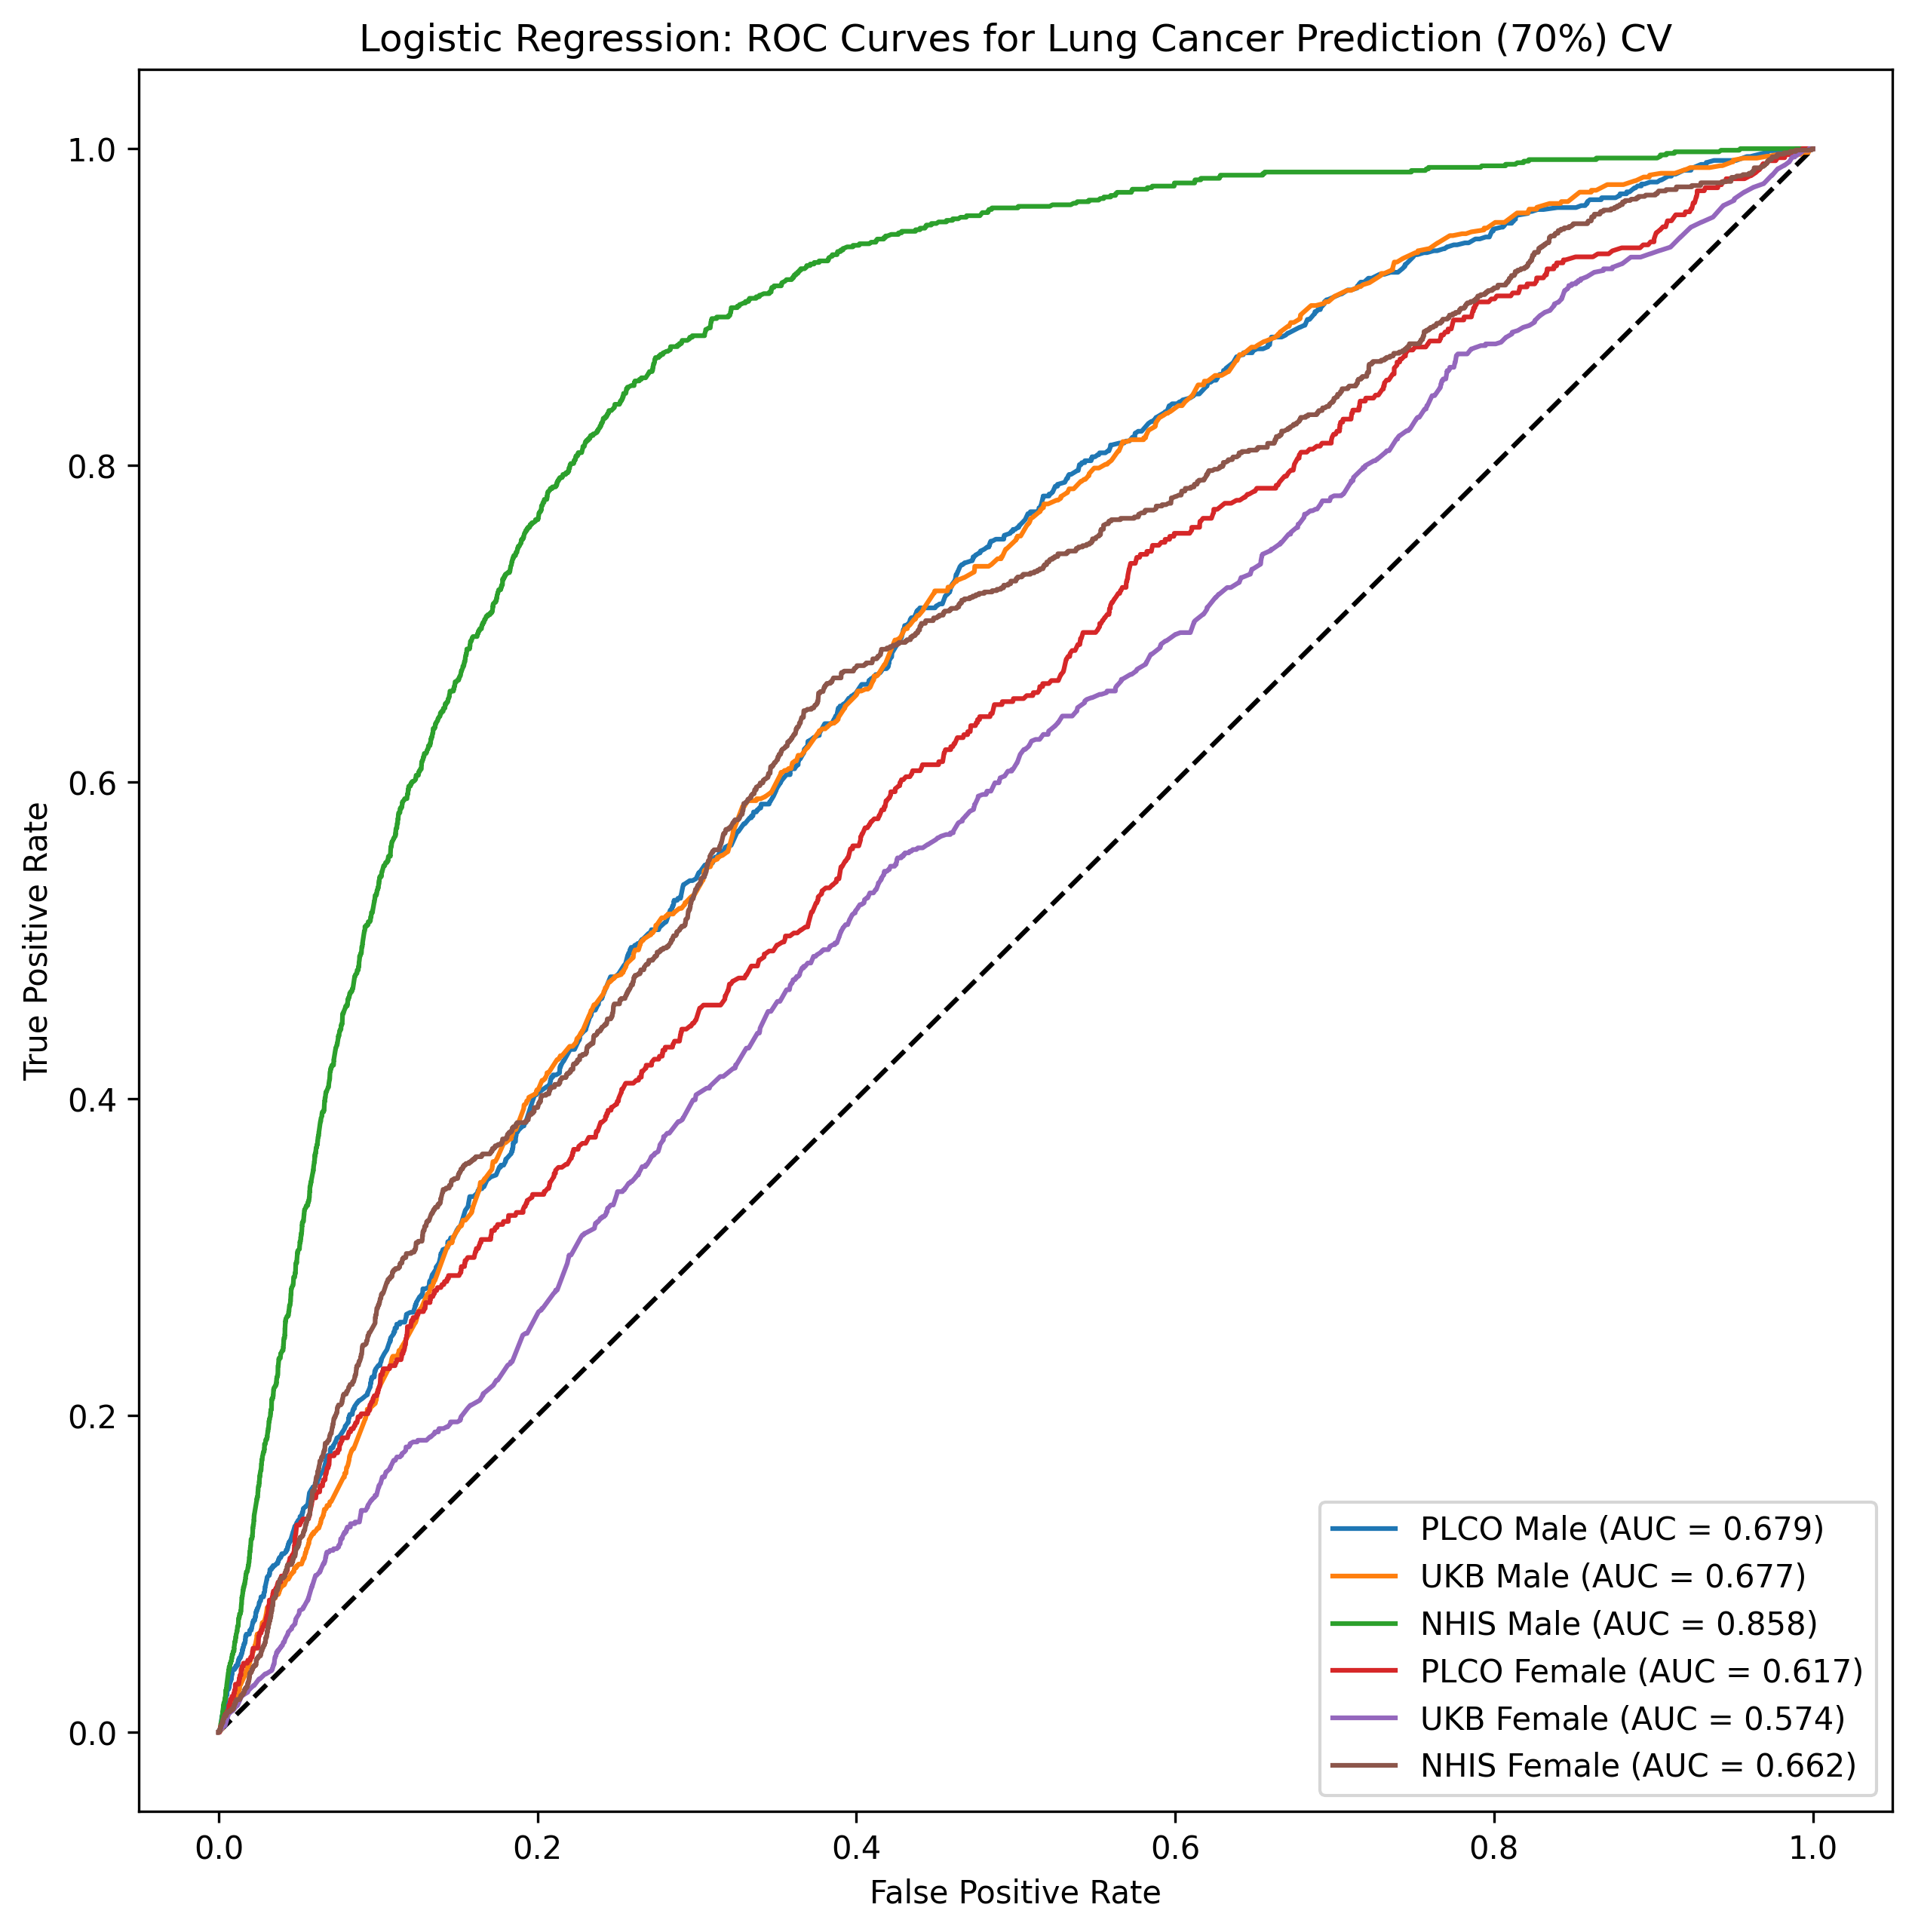 Logistic Regression: ROC Curves for Lung Cancer Prediction (70%) CV
True Positive Rate
1.0
0.8
0.6
0.4
0.2
0.0
0.0 0.2 0.4 0.6 0.8 1.0
False Positive Rate
PLCO Male (AUC = 0.679)
UKB Male (AUC = 0.677)
NHIS Male (AUC = 0.858)
PLCO Female (AUC = 0.617)
UKB Female (AUC = 0.574)
NHIS Female (AUC = 0.662)